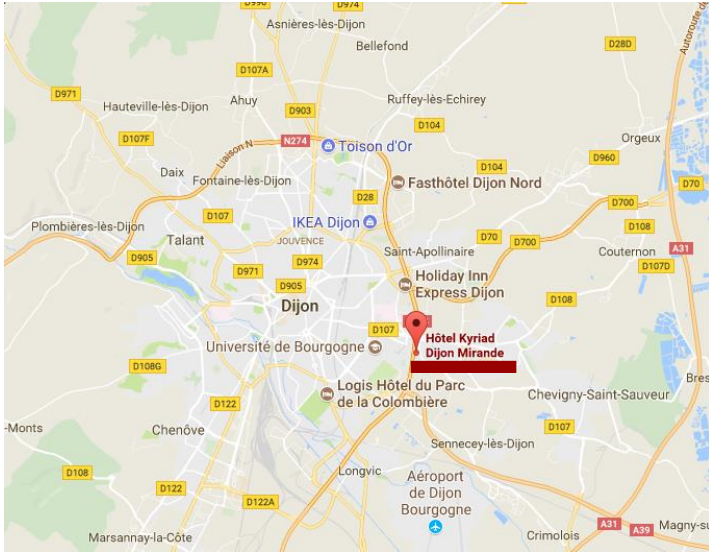 D996
D974
Asnières-lès-Dijon
Bellefond
D28D
Autoroute de
D107A
D971
Hauteville-lès-Dijon
Ahuy
D903
Ruffey-lès-Echirey
D104
Orgeux
D107F
Liaison N
N274
Toison d'Or
D104
D960
Daix
Fontaine-lès-Dijon
Fasthôtel Dijon Nord
D70
D28
D700
D107
IKEA Dijon
Plombières-lès-Dijon
Talant
JOUVENCE
D70
D700
D108
D905
Saint-Apollinaire
Couternon
A31
D971
D974
D107D
D905
Holiday Inn
Express Dijon
Dijon
D108
D107
Hôtel Kyriad
Dijon Mirande
Université de Bourgogne
D108G
Bres
Logis Hôtel du Parc
de la Colombière
Chevigny-Saint-Sauveur
D122
-Monts
Chenôve
D107
Sennecey-lès-Dijon
D108
Longvic
Aéroport
de Dijon
Bourgogne
D122
D122A
A31
A39
Magny-su
Marsannay-la-Côte
Crimolois